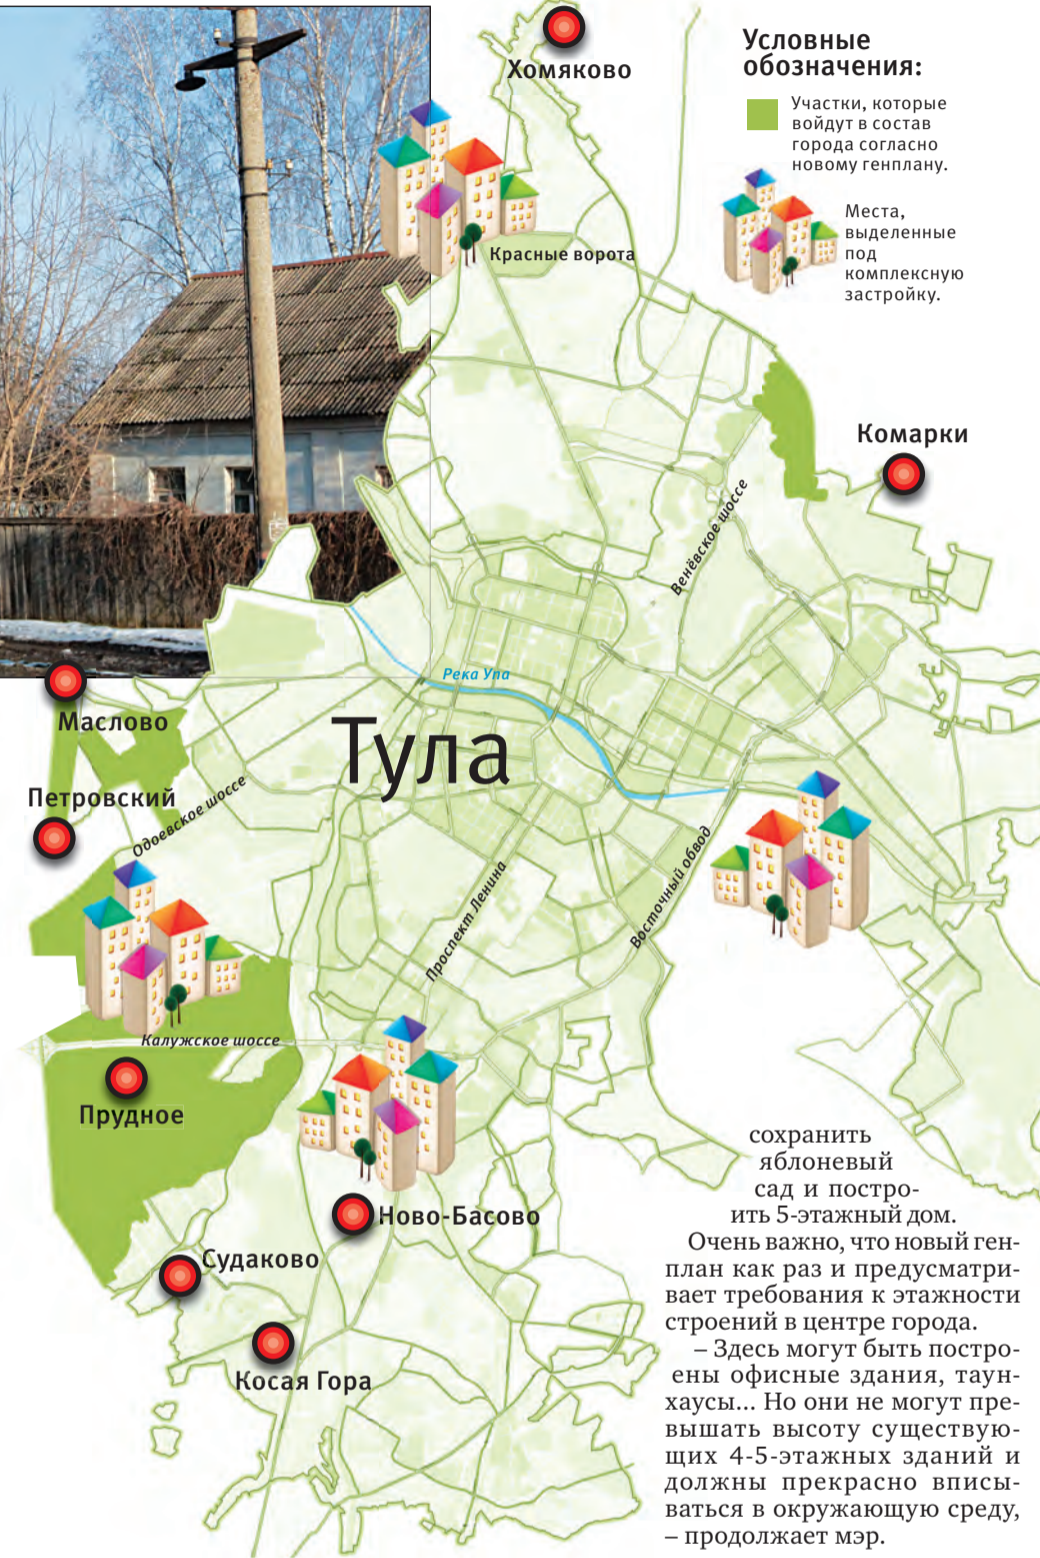 Хомяково
Условные
обозначения:
Участки, которые
войдут в состав
города согласно
новому генплану.
Места,
выделенные
под
комплексную
застройку.
Красные ворота
Комарки
Венёвское шоссе
Река Упа
Маслово
Тула
Петровский
Одоевское шоссе
Проспект Ленина
Восточный обвод
Калужское шоссе
Прудное
Ново-Басово
Судаково
Косая Гора
сохранить
яблоневый
сад и постро-
ить 5-этажный дом.
Очень важно, что новый ген-
план как раз и предусматри-
вает требования к этажности
строений в центре города.
– Здесь могут быть постро-
ены офисные здания, таун-
хаусы... Но они не могут пре-
вышать высоту существую-
щих 4-5-этажных зданий и
должны прекрасно вписы-
ваться в окружающую среду,
– продолжает мэр.